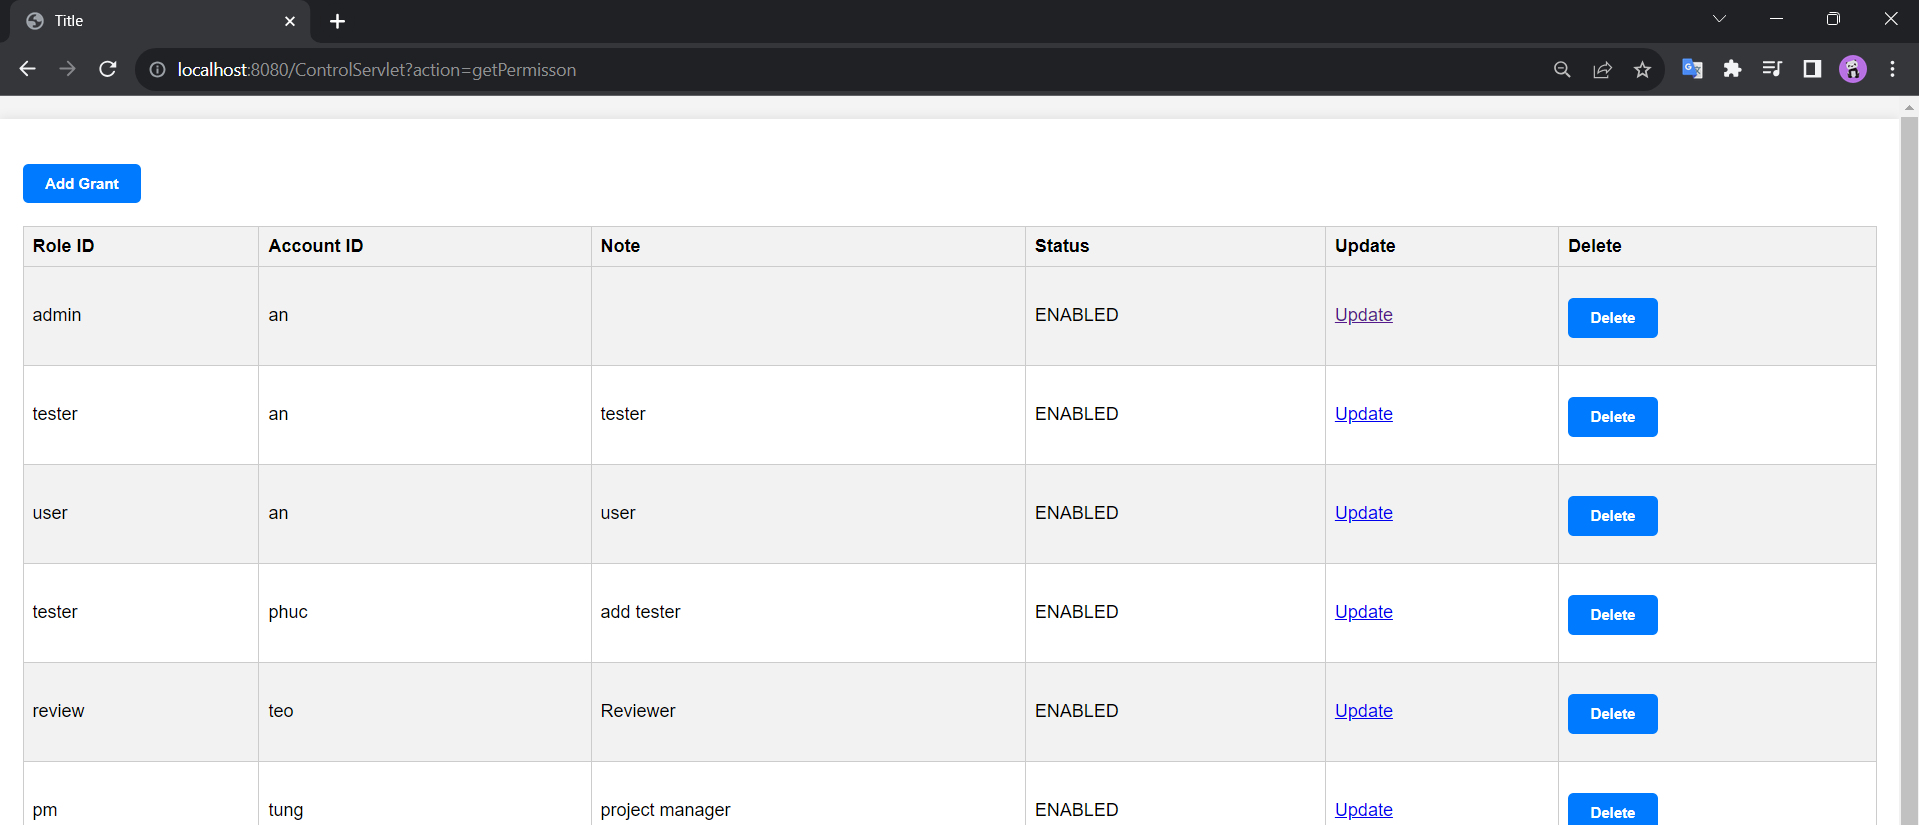 Title
localhost:8080/ControlServlet?action=getPermisson
Add Grant
Role ID Account ID Note Status Update Delete
admin an ENABLED Update Delete
tester an tester ENABLED Update Delete
user an user ENABLED Update Delete
tester phuc add tester ENABLED Update Delete
review teo Reviewer ENABLED Update Delete
pm tung project manager ENABLED Update Delete